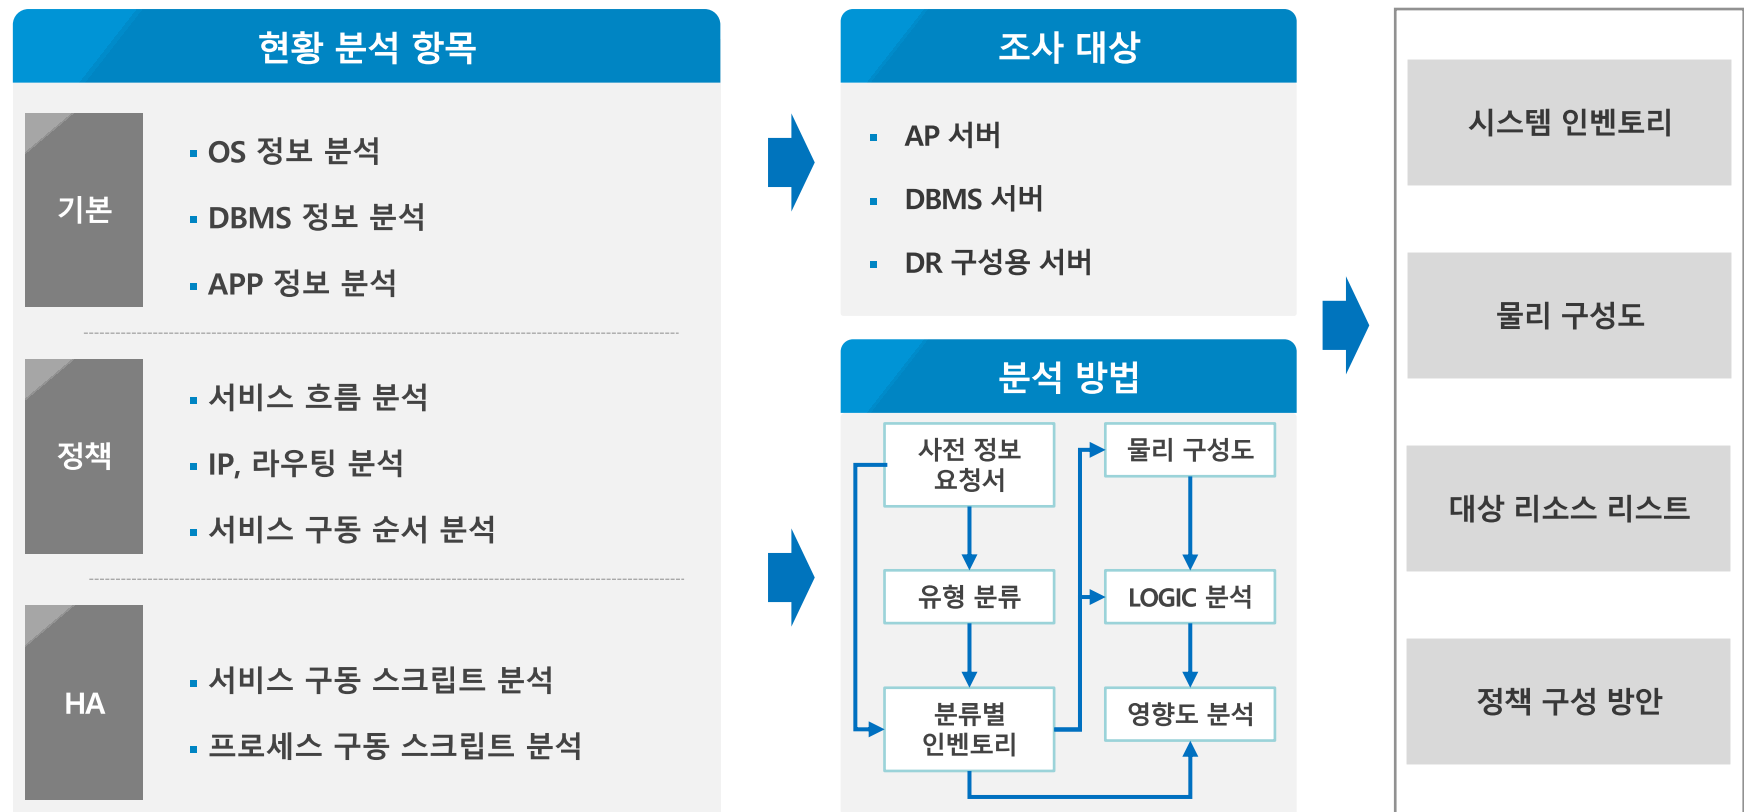 현황 분석 항목
기본
OS 정보 분석
DBMS 정보 분석
APP 정보 분석
정책
서비스 흐름 분석
IP, 라우팅 분석
서비스 구동 순서 분석
HA
서비스 구동 스크립트 분석
프로세스 구동 스크립트 분석
조사 대상
AP 서버
DBMS 서버
DR 구성용 서버
분석 방법
사전 정보
요청서
유형 분류
분류별
인벤토리
물리 구성도
LOGIC 분석
영향도 분석
시스템 인벤토리
물리 구성도
대상 리소스 리스트
정책 구성 방안